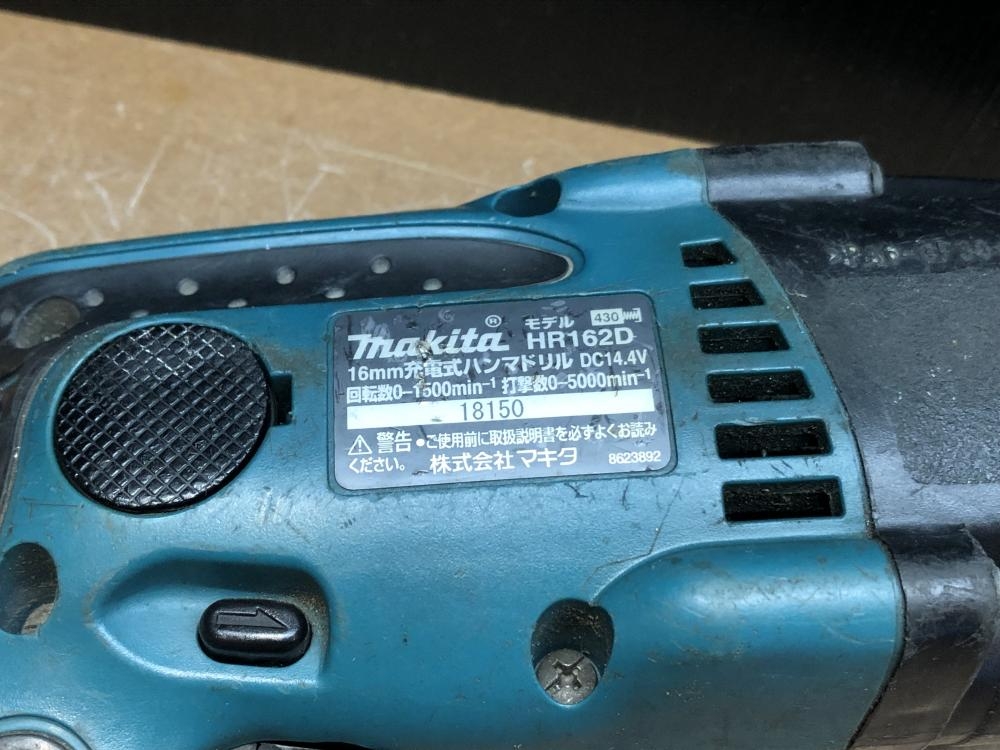 makita® モデル HR162D 430
16mm充電式ハンマドリル DC14.4V
回転数0-1500min⁻¹ 打撃数0-5000min⁻¹
18150
⚠警告 •ご使用前に取扱説明書を必ずよくお読み
ください。 株式会社マキタ 8623892